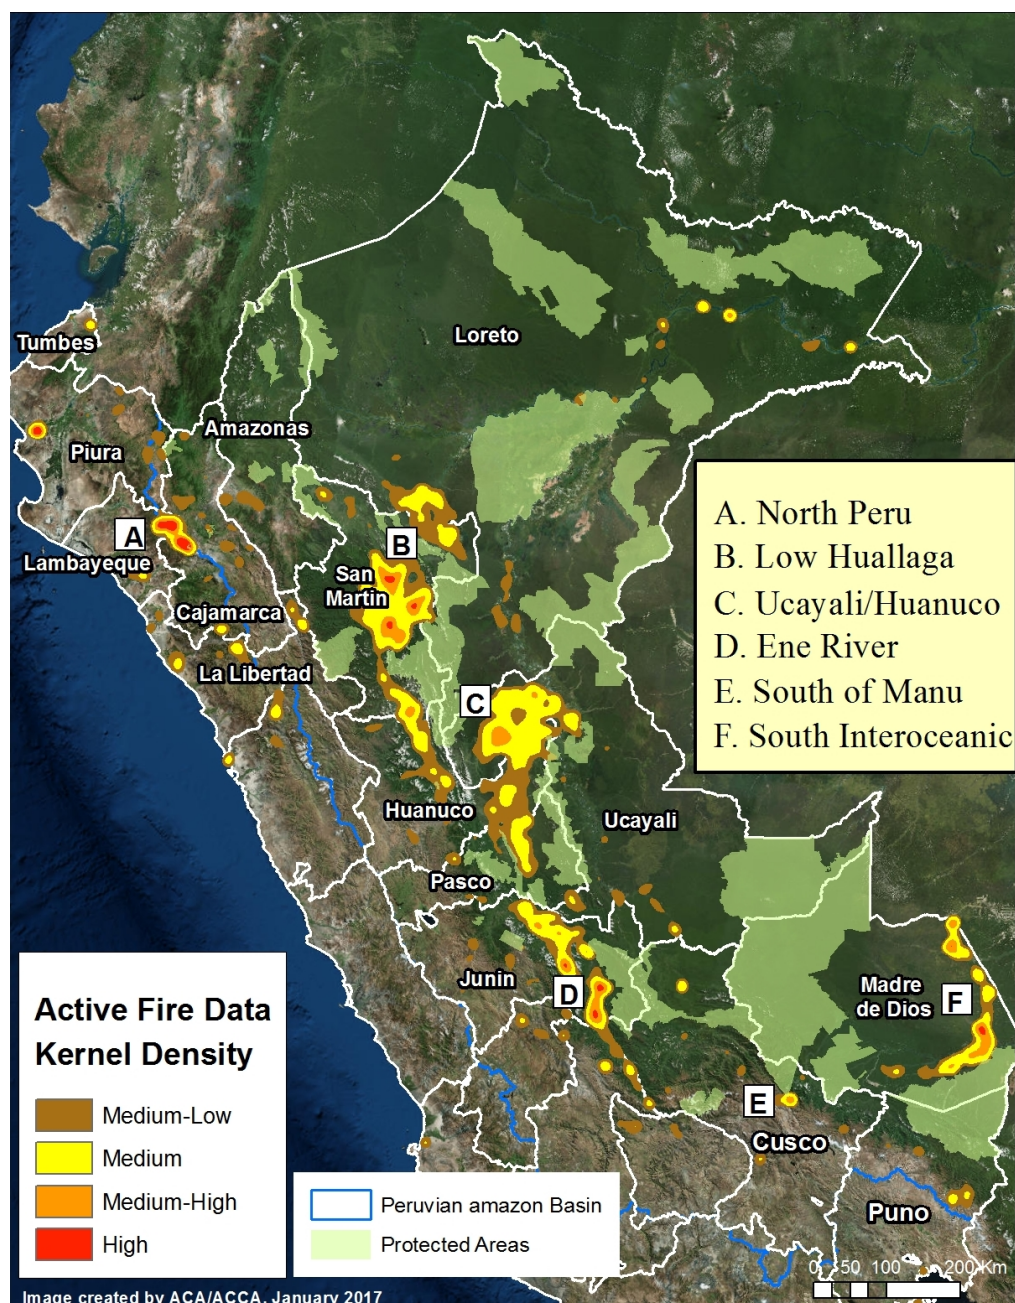 Loreto
Tumbes
Amazonas
Piura
A
B
Lambayeque
San
Martin
Cajamarca
La Libertad
C
Huanuco
Ucayali
Pasco
Junin
D
Madre
de Dios
F
E
Cusco
Puno
A. North Peru
B. Low Huallaga
C. Ucayali/Huanuco
D. Ene River
E. South of Manu
F. South Interoceanic
Active Fire Data
Kernel Density
Medium-Low
Medium
Medium-High
High
Peruvian amazon Basin
Protected Areas
0 50 100 200 Km
Image created by ACA/ACCA, January 2017